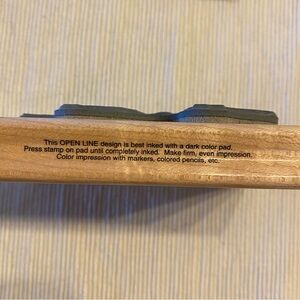 This OPEN LINE design is best inked with a dark color pad.
Press stamp on pad until completely inked. Make firm, even impression.
Color impression with markers, colored pencils, etc.